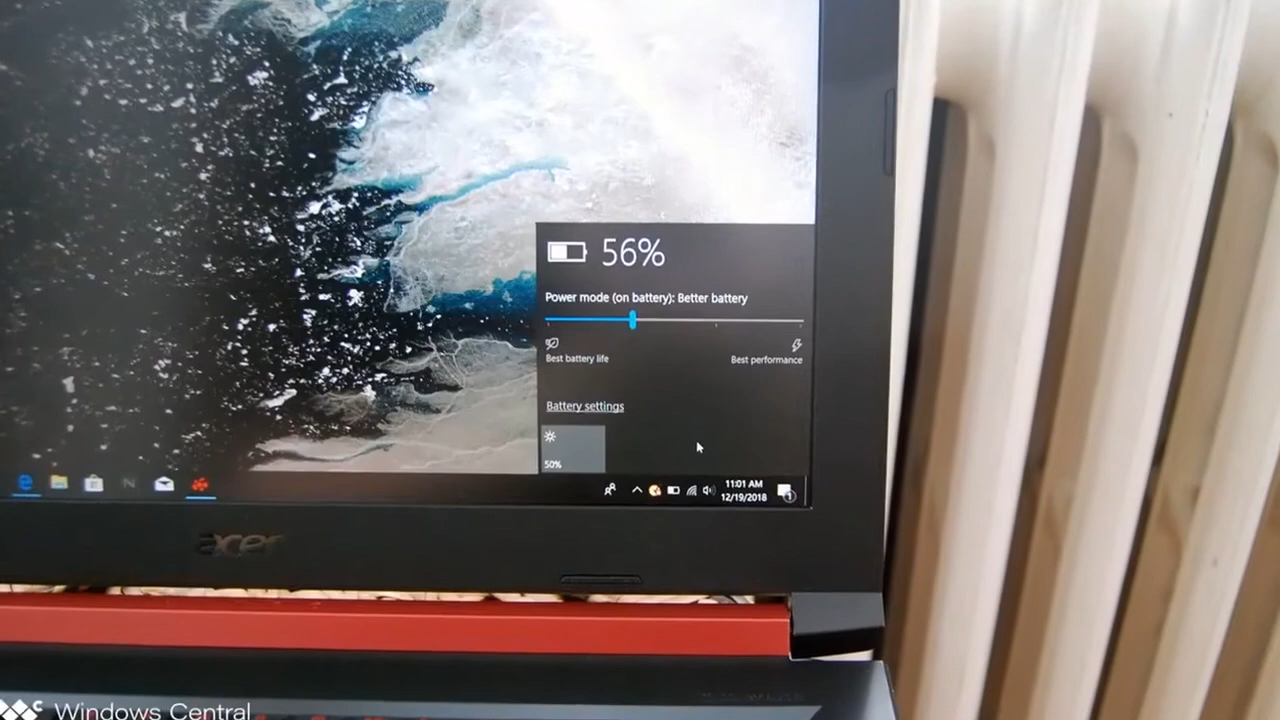 56%
Power mode (on battery): Better battery
Best battery life
Best performance
Battery settings
50%
11:01 AM
12/19/2018
1
acer
Windows Central